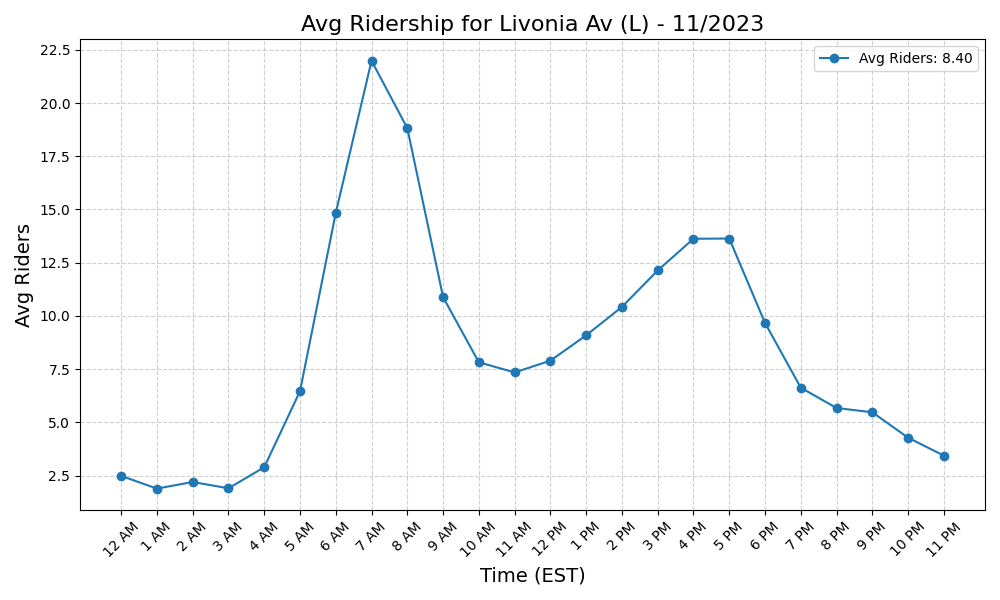 Avg Ridership for Livonia Av (L) - 11/2023
Avg Riders: 8.40
Avg Riders
22.5
20.0
17.5
15.0
12.5
10.0
7.5
5.0
2.5
12 AM
1 AM
2 AM
3 AM
4 AM
5 AM
6 AM
7 AM
8 AM
9 AM
10 AM
11 AM
12 PM
1 PM
2 PM
3 PM
4 PM
5 PM
6 PM
7 PM
8 PM
9 PM
10 PM
11 PM
Time (EST)